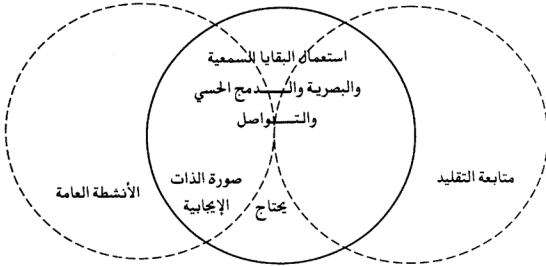 استعمال البقايا السمعية
والبصرية والدمج الحسي
والتواصل
متابعة التقليد
يحتاج
صورة الذات
الإيجابية
الأنشطة العامة